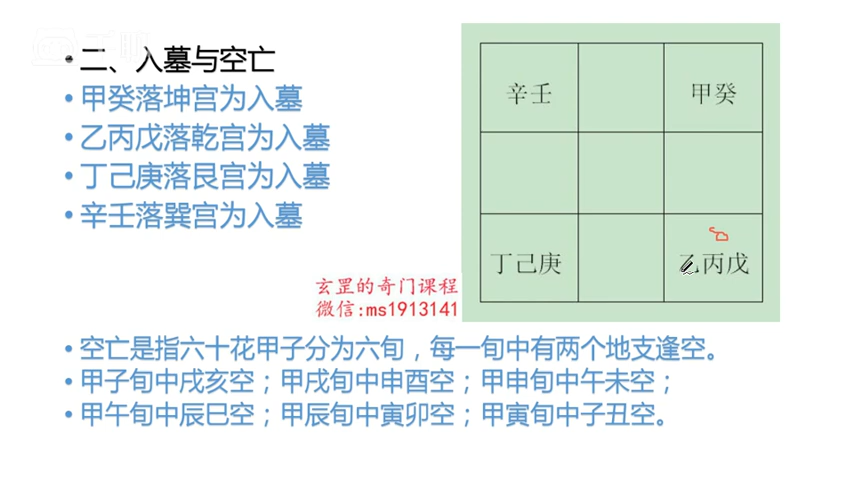 二、入墓与空亡
甲癸落坤宫为入墓
乙丙戊落乾宫为入墓
丁己庚落艮宫为入墓
辛壬落巽宫为入墓
辛壬
甲癸
丁己庚
乙丙戊
玄罡的奇门课程
微信:ms1913141
空亡是指六十花甲子分为六旬，每一旬中有两个地支逢空。
甲子旬中戌亥空；甲戌旬中申酉空；甲申旬中午未空；
甲午旬中辰巳空；甲辰旬中寅卯空；甲寅旬中子丑空。